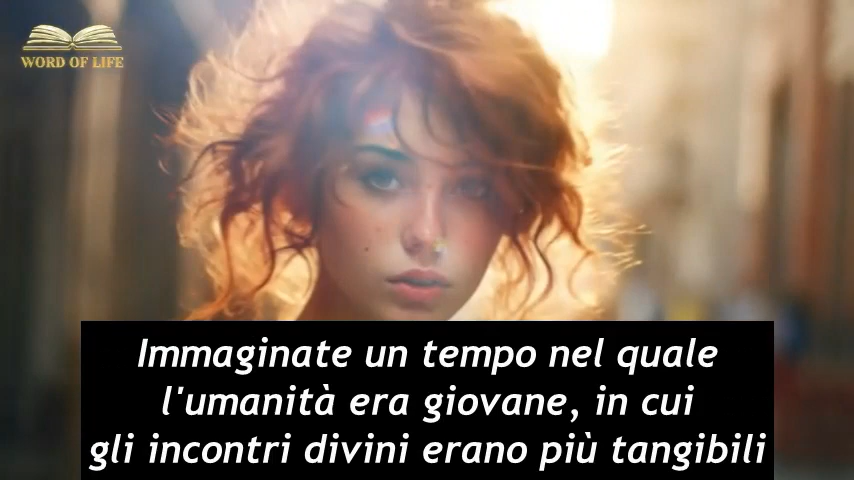 WORD OF LIFE
Immaginate un tempo nel quale
l'umanità era giovane, in cui
gli incontri divini erano più tangibili